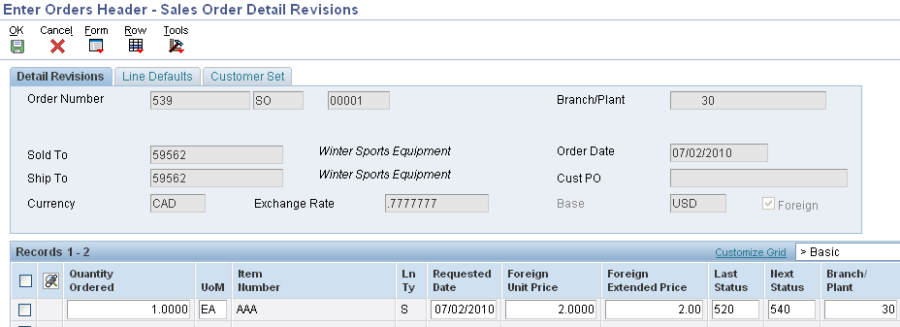 Enter Orders Header - Sales Order Detail Revisions
OK Cancel Form Row Tools
Detail Revisions Line Defaults Customer Set
Order Number 539 SO 00001 Branch/Plant 30
Sold To 59562 Winter Sports Equipment Order Date 07/02/2010
Ship To 59562 Winter Sports Equipment Cust PO
Currency CAD Exchange Rate .7777777 Base USD Foreign
Records 1 - 2 Customize Grid » Basic
Quantity Ordered UoM Item Number Ln Ty Requested Date Foreign Unit Price Foreign Extended Price Last Status Next Status Branch/ Plant
1.0000 EA AAA S 07/02/2010 2.0000 2.00 520 540 30